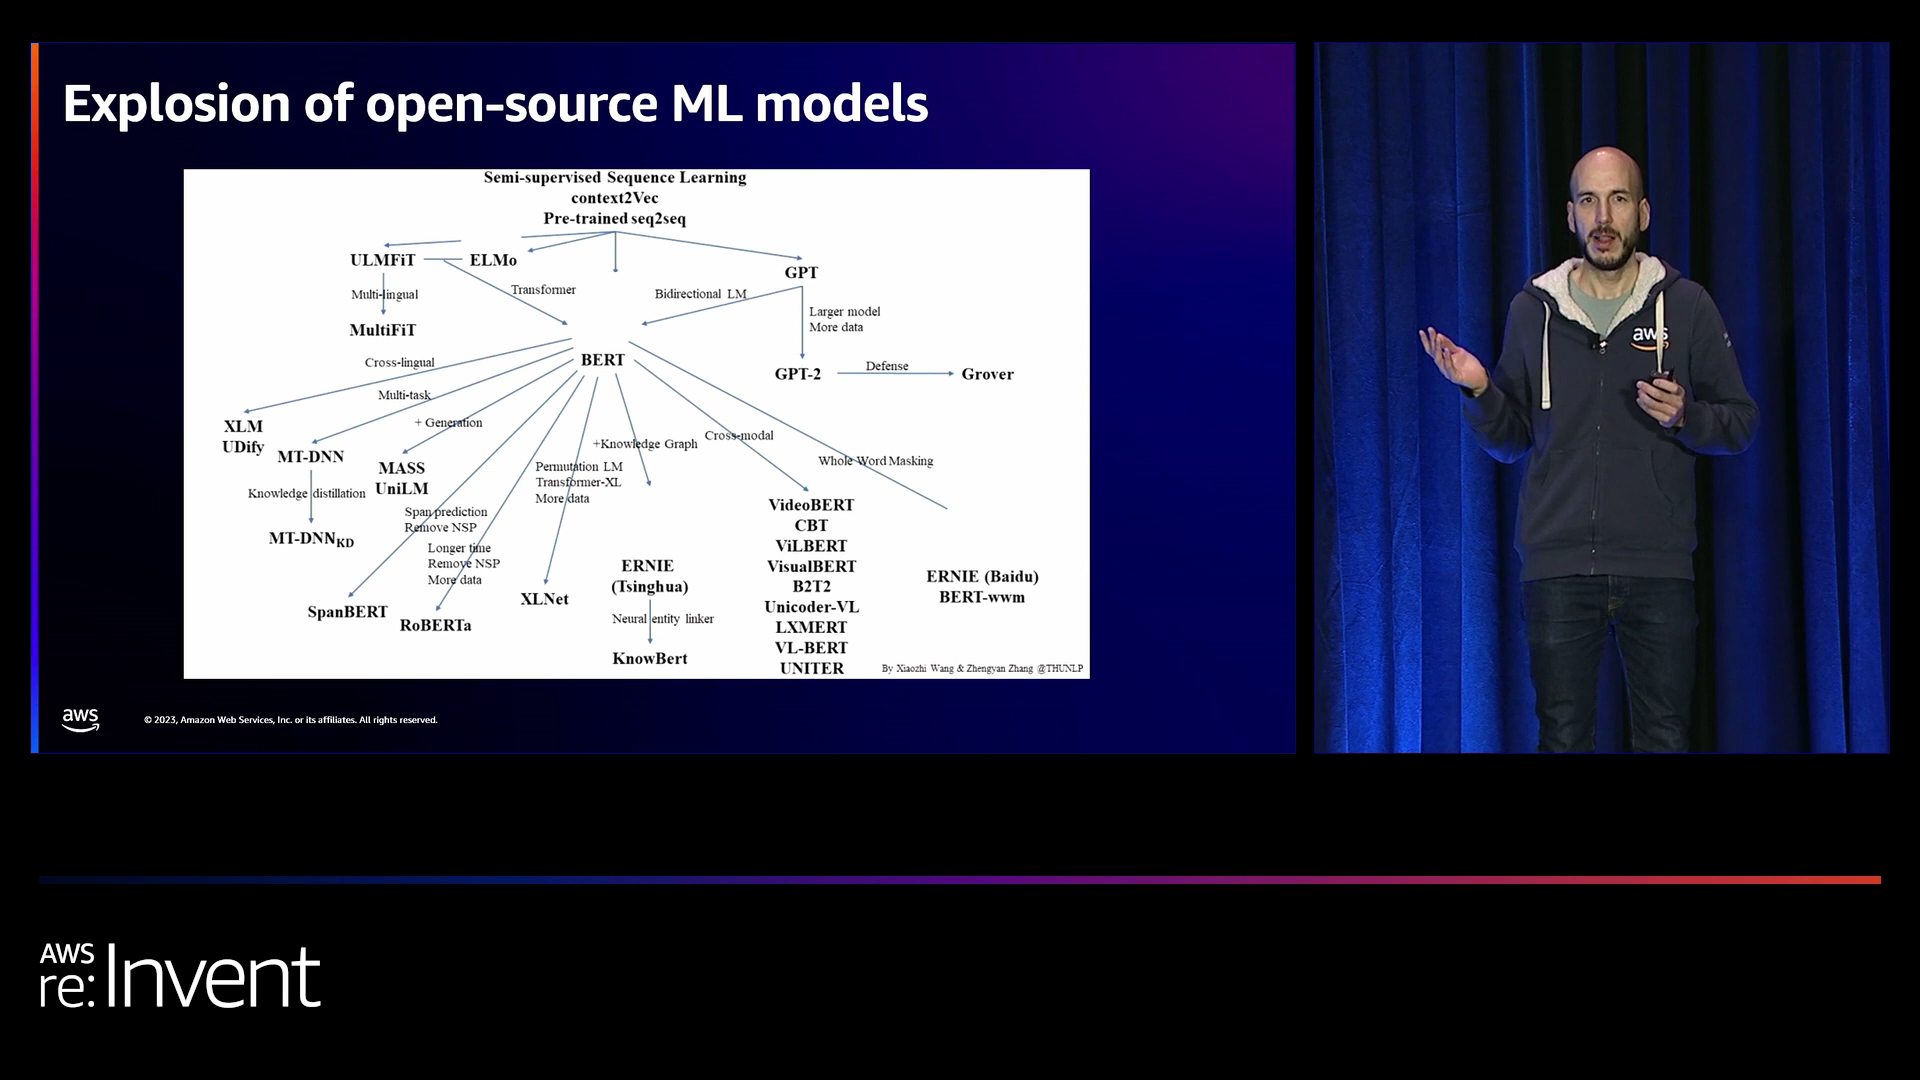 Explosion of open-source ML models
Semi-supervised Sequence Learning
context2Vec
Pre-trained seq2seq
ULMFiT
ELMo
GPT
Multi-lingual
Transformer
Bidirectional LM
Larger model
More data
MultiFiT
BERT
Cross-lingual
GPT-2
Defense
Grover
Multi-task
+ Generation
XLM
UDify
MT-DNN
MASS
UniLM
+Knowledge Graph
Cross-modal
Whole Word Masking
Permutation LM
Transformer-XL
More data
Knowledge distillation
MT-DNNKD
Span prediction
Remove NSP
Longer time
Remove NSP
More data
VideoBERT
CBT
ViLBERT
VisualBERT
B2T2
Unicoder-VL
LXMERT
VL-BERT
UNITER
ERNIE
(Tsinghua)
ERNIE (Baidu)
BERT-wwm
SpanBERT
RoBERTa
XLNet
Neural entity linker
KnowBert
By Xiaozhi Wang & Zhengyan Zhang @THUNLP
aws
© 2023, Amazon Web Services, Inc. or its affiliates. All rights reserved.
aws
AWS
re:Invent